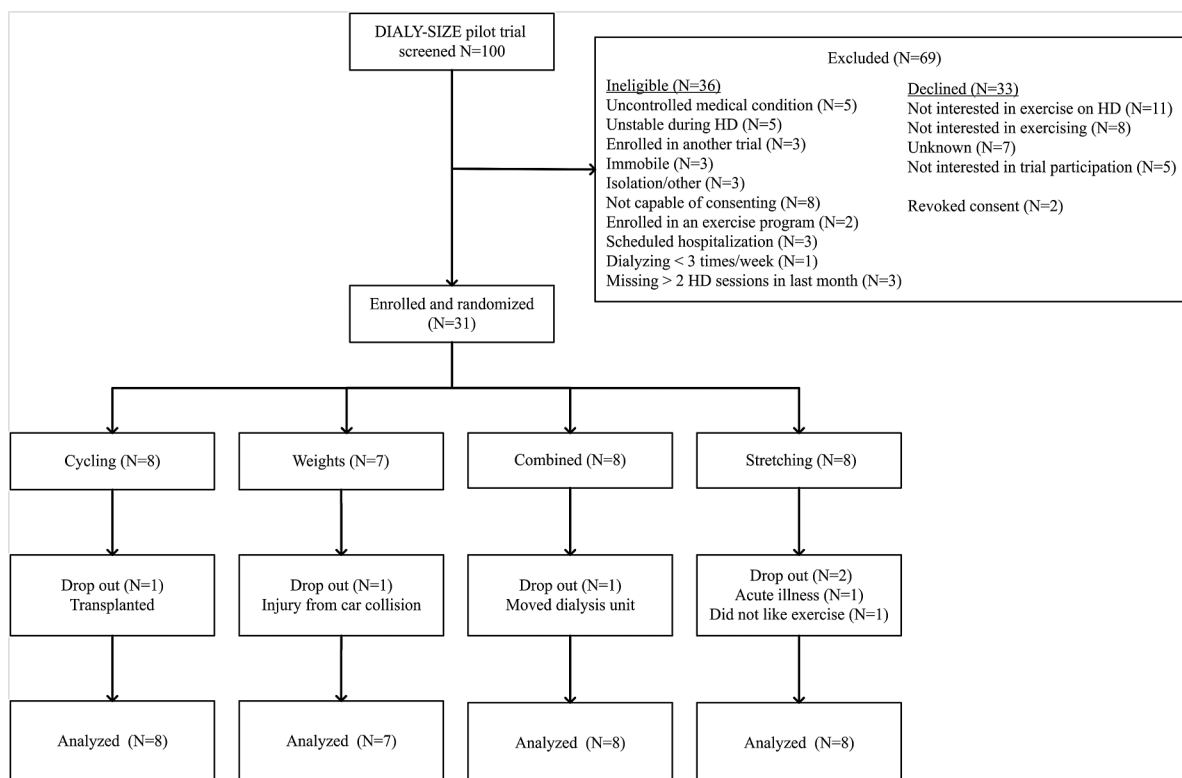 DIALY-SIZE pilot trial
screened N=100
Excluded (N=69)
Ineligible (N=36)
Uncontrolled medical condition (N=5)
Unstable during HD (N=5)
Enrolled in another trial (N=3)
Immobile (N=3)
Isolation/other (N=3)
Not capable of consenting (N=8)
Enrolled in an exercise program (N=2)
Scheduled hospitalization (N=3)
Dialyzing < 3 times/week (N=1)
Missing > 2 HD sessions in last month (N=3)
Declined (N=33)
Not interested in exercise on HD (N=11)
Not interested in exercising (N=8)
Unknown (N=7)
Not interested in trial participation (N=5)
Revoked consent (N=2)
Enrolled and randomized
(N=31)
Cycling (N=8)
Weights (N=7)
Combined (N=8)
Stretching (N=8)
Drop out (N=1)
Transplanted
Drop out (N=1)
Injury from car collision
Drop out (N=1)
Moved dialysis unit
Drop out (N=2)
Acute illness (N=1)
Did not like exercise (N=1)
Analyzed (N=8)
Analyzed (N=7)
Analyzed (N=8)
Analyzed (N=8)